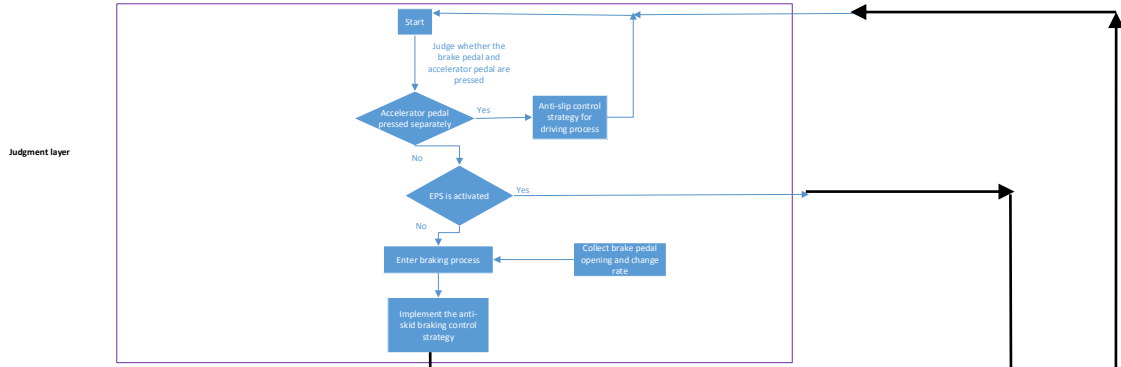 Start
Judge whether the
brake pedal and
accelerator pedal are
pressed
Accelerator pedal
pressed separately
Yes
Anti-slip control
strategy for
driving process
Judgment layer
No
EPS is activated
Yes
No
Enter braking process
Collect brake pedal
opening and change
rate
Implement the anti-
skid braking control
strategy